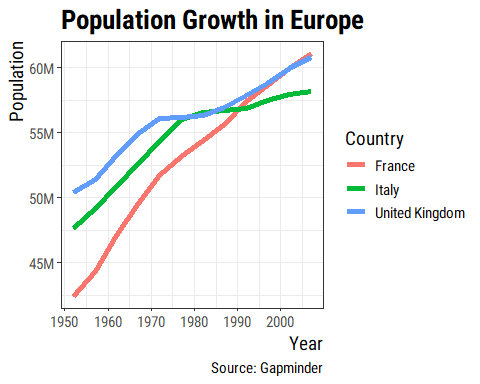 Population Growth in Europe
Population
60M
55M
50M
45M
1950 1960 1970 1980 1990 2000
Year
Source: Gapminder
Country
France
Italy
United Kingdom